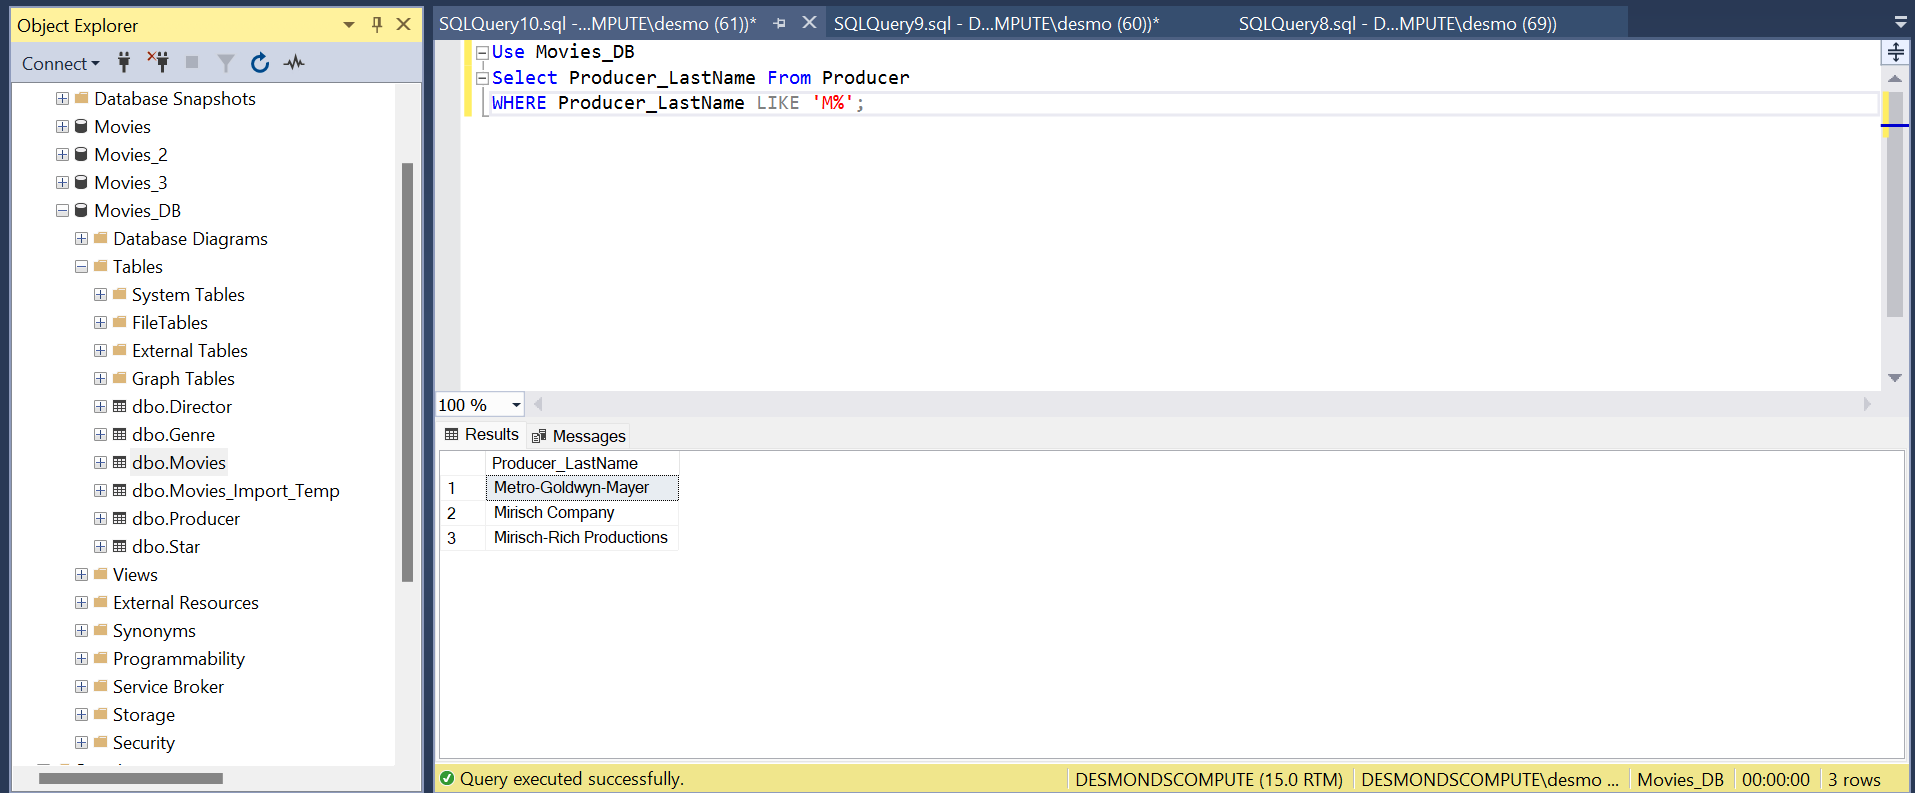 Object Explorer
Connect
Database Snapshots
Movies
Movies_2
Movies_3
Movies_DB
Database Diagrams
Tables
System Tables
FileTables
External Tables
Graph Tables
dbo.Director
dbo.Genre
dbo.Movies
dbo.Movies_Import_Temp
dbo.Producer
dbo.Star
Views
External Resources
Synonyms
Programmability
Service Broker
Storage
Security
SQLQuery10.sql -...MPUTE\desmo (61))* SQLQuery9.sql - D...MPUTE\desmo (60))* SQLQuery8.sql - D...MPUTE\desmo (69))
Use Movies_DB
Select Producer_LastName From Producer
WHERE Producer_LastName LIKE 'M%';
100 %
Results Messages
Producer_LastName
1 Metro-Goldwyn-Mayer
2 Mirisch Company
3 Mirisch-Rich Productions
Query executed successfully. DESMONDSCOMPUTE (15.0 RTM) DESMONDSCOMPUTE\desmo ... Movies_DB 00:00:00 3 rows